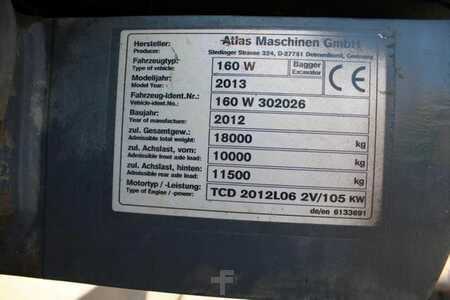 Hersteller: Atlas Maschinen GmbH
Producer: Stedinger Strasse 324, D-27751 Delmenhorst, Germany
Fahrzeugtyp: 160 W Bagger CE
Type of vehicle: Excavator
Modelljahr: 2013
Model Year:
Fahrzeug-Ident.Nr.: 160 W 302026
Vehicle-ident.No.:
Baujahr: 2012
Year of manufacture:
zul. Gesamtgew.: 18000 kg
Admissible total weight:
zul. Achslast, vorn: 10000 kg
Admissible front axle load:
zul. Achslast, hinten: 11500 kg
Admissible rear axle load:
Motortyp / -Leistung: TCD 2012L06 2V/105 KW
Type of Engine / -power:
de/en 6133691